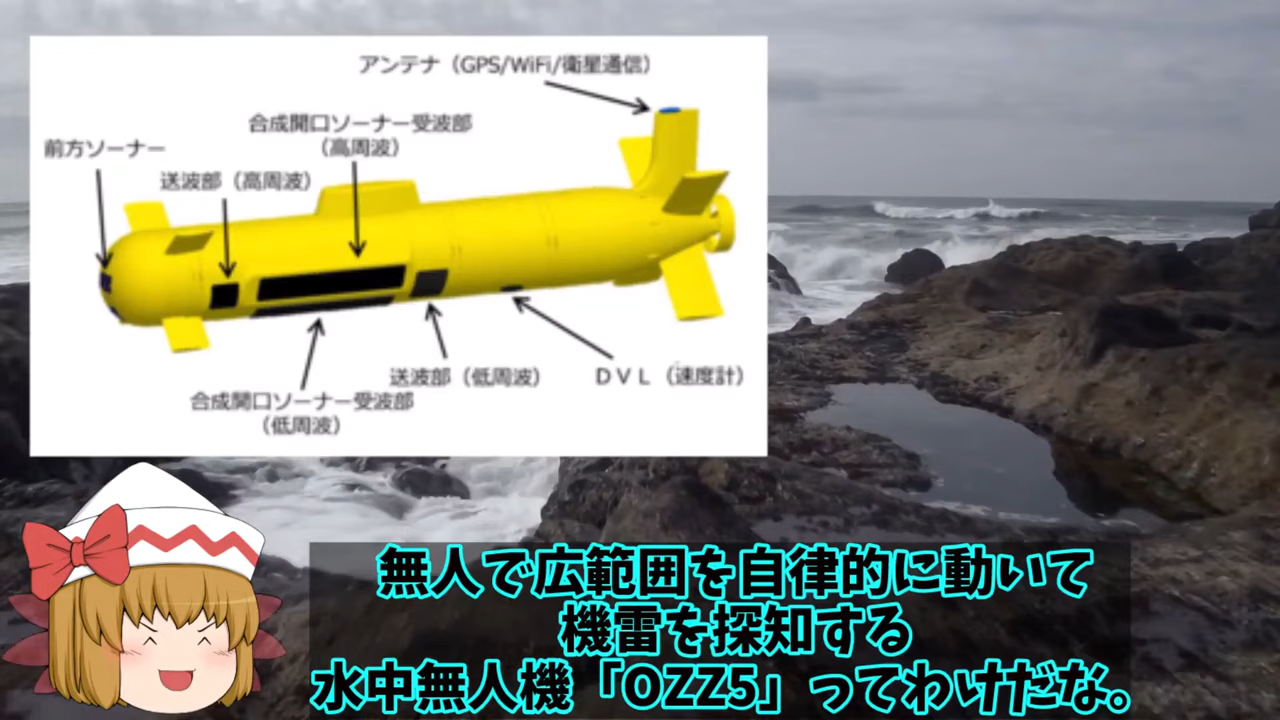 アンテナ（GPS/WiFi/衛星通信）
合成開口ソーナー受波部
（高周波）
前方ソーナー
送波部（高周波）
送波部（低周波）
DVL（速度計）
合成開口ソーナー受波部
（低周波）
無人で広範囲を自律的に動いて
機雷を探知する
水中無人機「OZZ5」ってわけだな。